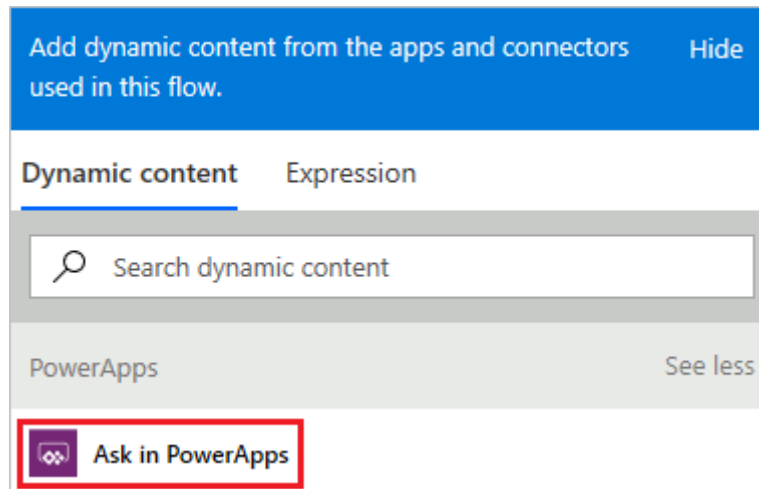 Add dynamic content from the apps and connectors Hide
used in this flow.
Dynamic content Expression
Search dynamic content
PowerApps See less
Ask in PowerApps